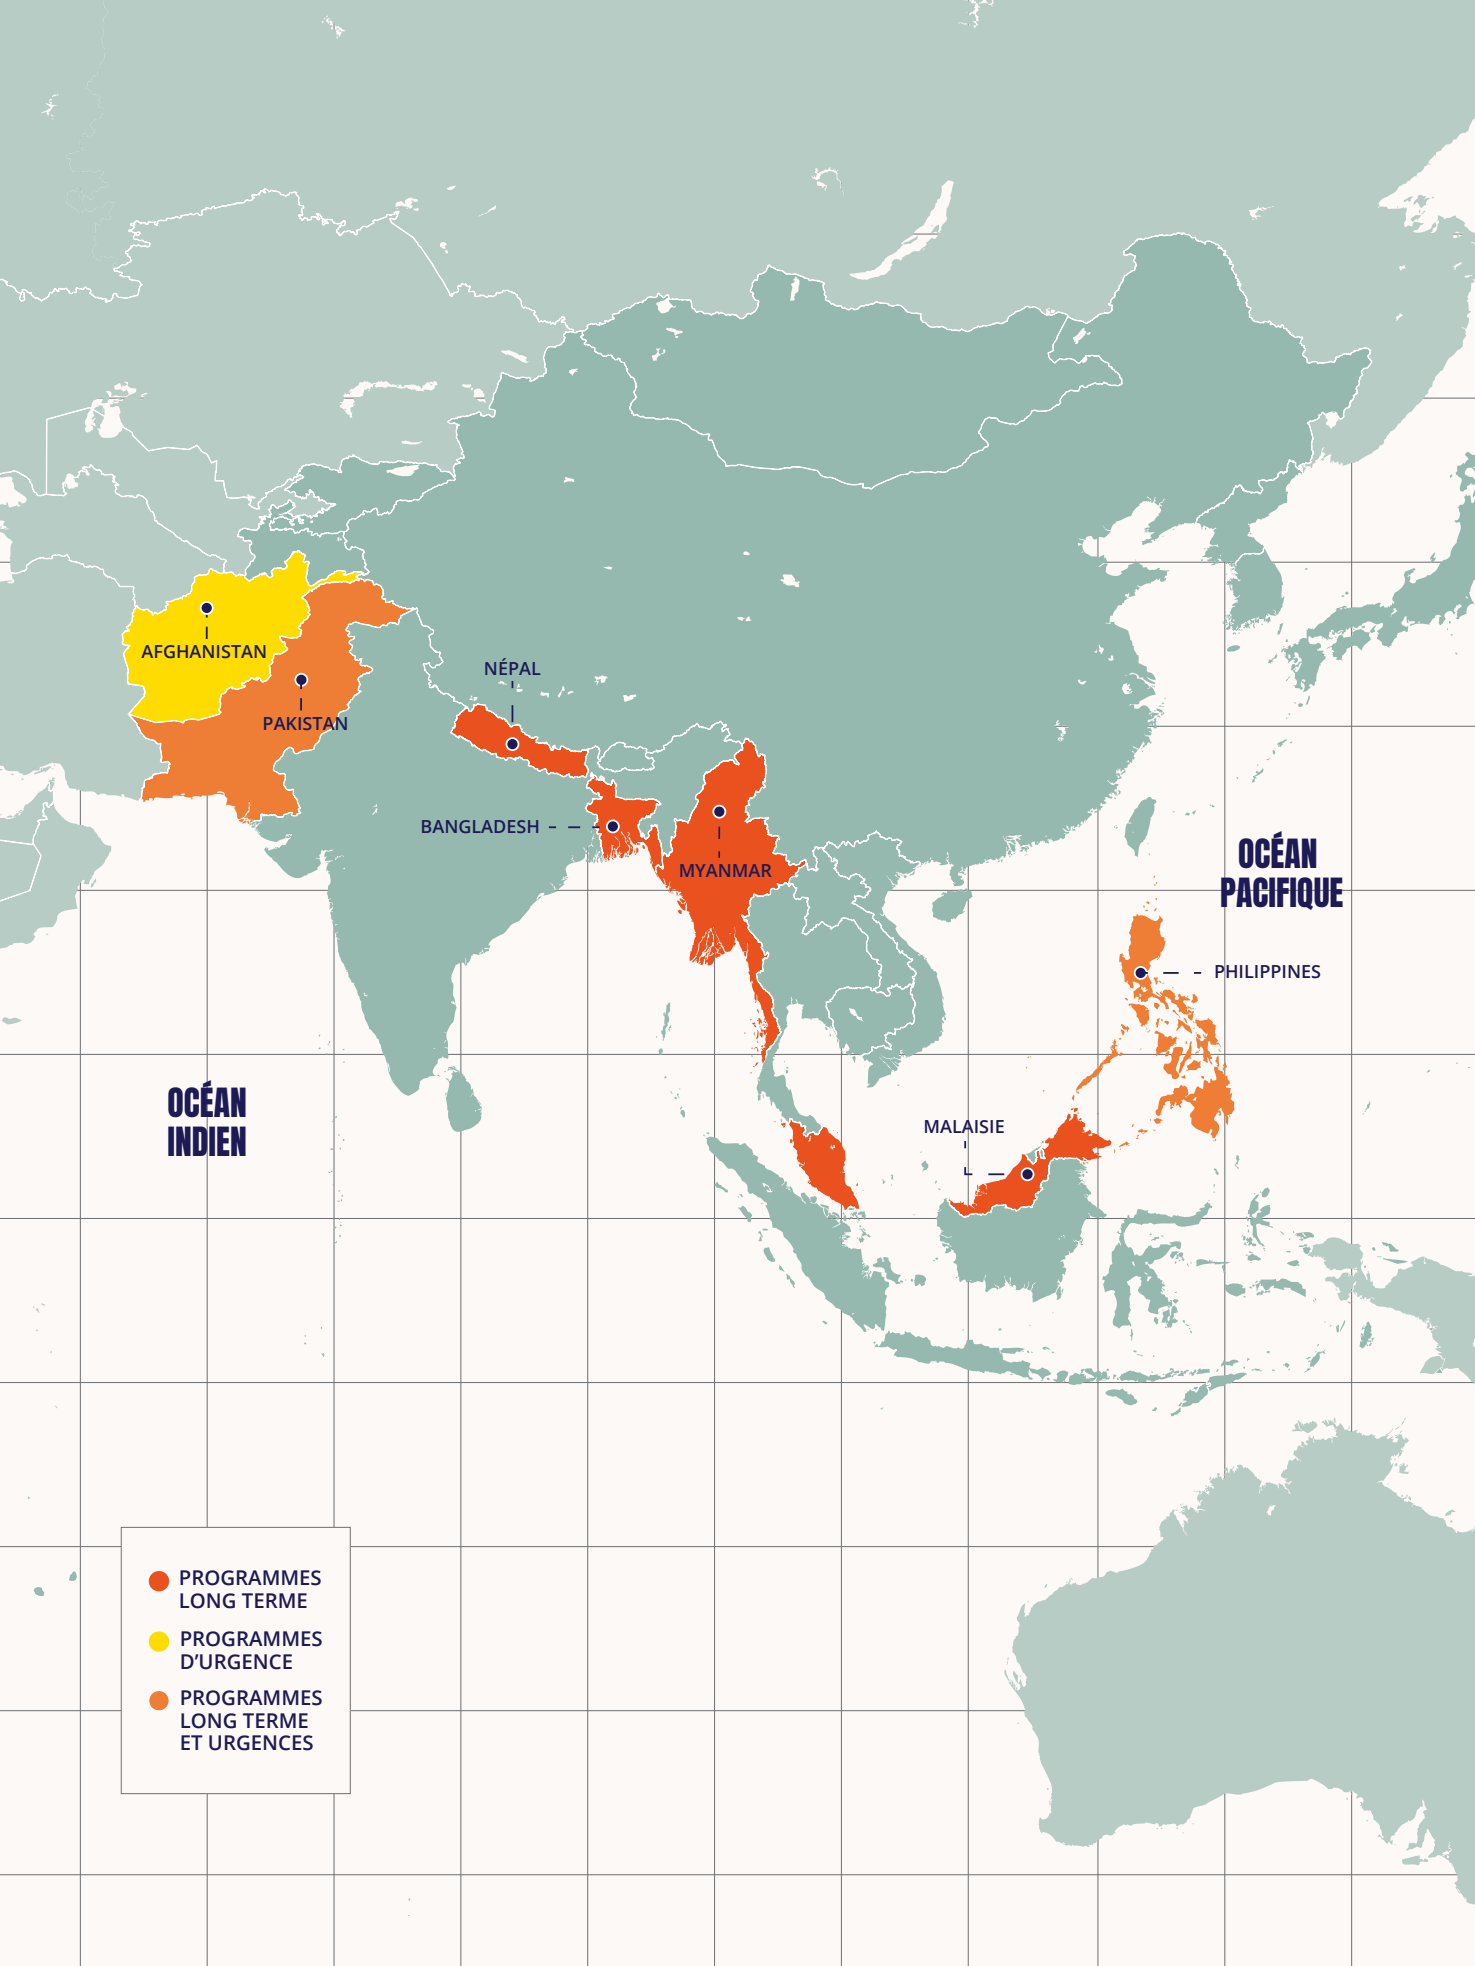 AFGHANISTAN
NÉPAL
PAKISTAN
BANGLADESH
MYANMAR
OCÉAN
PACIFIQUE
PHILIPPINES
OCÉAN
INDIEN
MALAISIE
PROGRAMMES
LONG TERME
PROGRAMMES
D'URGENCE
PROGRAMMES
LONG TERME
ET URGENCES